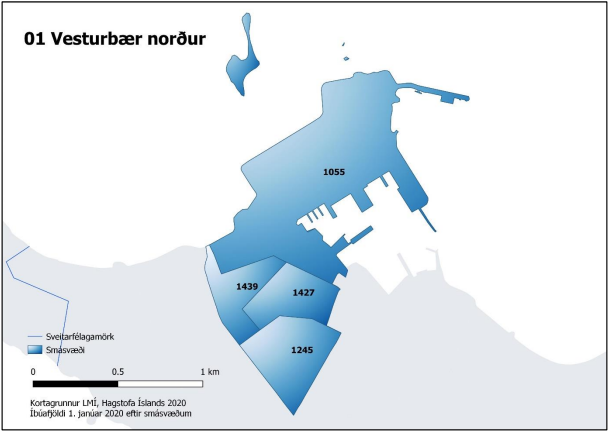 01 Vesturbær norður
1055
1439
1427
1245
Sveitarfélagamörk
Smásvæði
0 0.5 1 km
Kortagrunnur LMÍ, Hagstofa Íslands 2020
Íbúafjöldi 1. janúar 2020 eftir smásvæðum